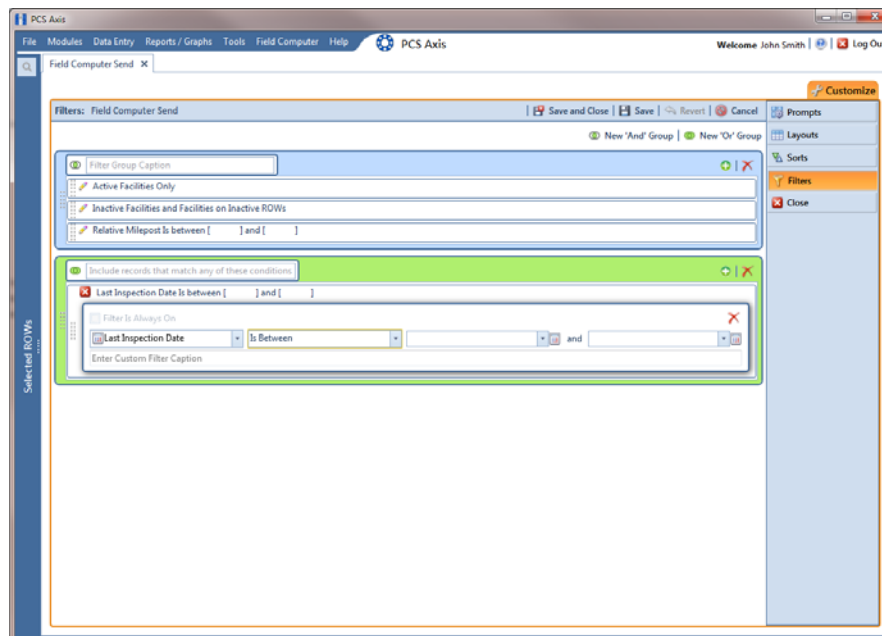 PCS Axis
File Modules Data Entry Reports / Graphs Tools Field Computer Help PCS Axis Welcome John Smith Log Ou
Field Computer Send
Customize
Filters: Field Computer Send Save and Close Save Revert Cancel
Prompts
New 'And' Group New 'Or' Group
Layouts
Filter Group Caption
Sorts
Active Facilities Only
Filters
Inactive Facilities and Facilities on Inactive ROWs
Close
Relative Milepost Is between [ ] and [ ]
Include records that match any of these conditions
Last Inspection Date Is between [ ] and [ ]
Filter Is Always On
Last Inspection Date Is Between and
Enter Custom Filter Caption
Selected ROWs